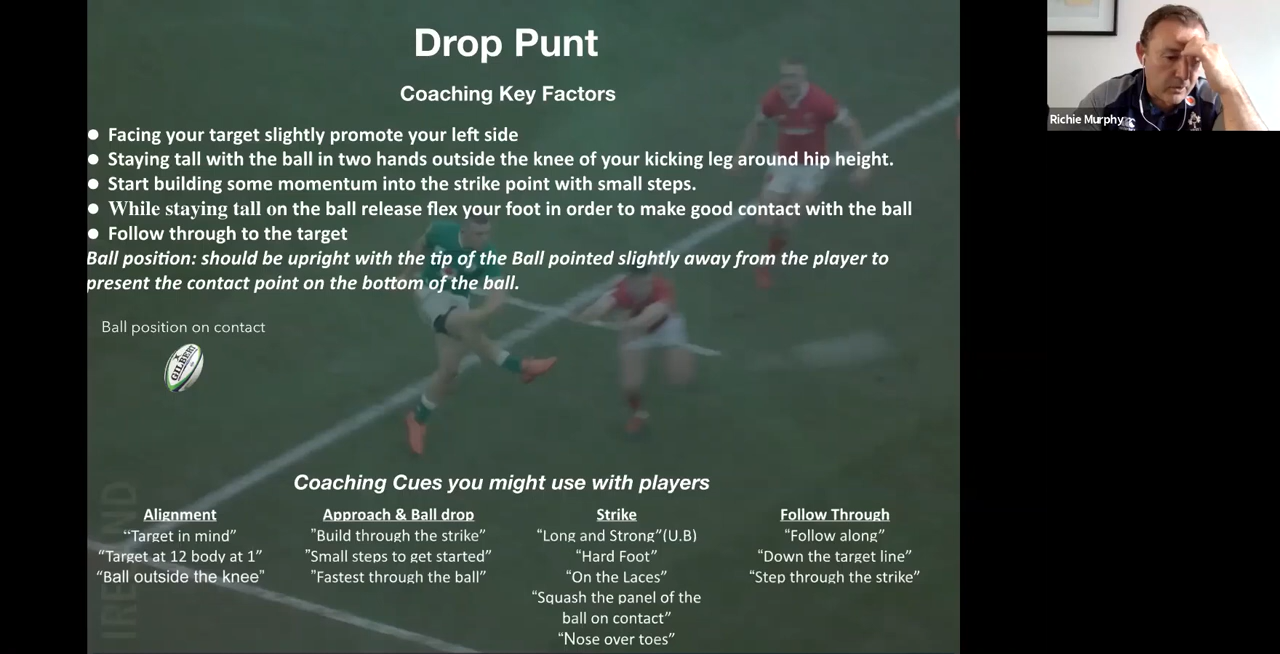 Drop Punt
Coaching Key Factors
● Facing your target slightly promote your left side
● Staying tall with the ball in two hands outside the knee of your kicking leg around hip height.
● Start building some momentum into the strike point with small steps.
● While staying tall on the ball release flex your foot in order to make good contact with the ball
● Follow through to the target
Ball position: should be upright with the tip of the Ball pointed slightly away from the player to
present the contact point on the bottom of the ball.
Ball position on contact
GILBERT
Coaching Cues you might use with players
Alignment
“Target in mind”
“Target at 12 body at 1”
“Ball outside the knee”
Approach & Ball drop
”Build through the strike”
”Small steps to get started”
”Fastest through the ball”
Strike
“Long and Strong”(U.B)
“Hard Foot”
“On the Laces”
“Squash the panel of the
ball on contact”
“Nose over toes”
Follow Through
“Follow along”
“Down the target line”
“Step through the strike”
IRELAND
Richie Murphy